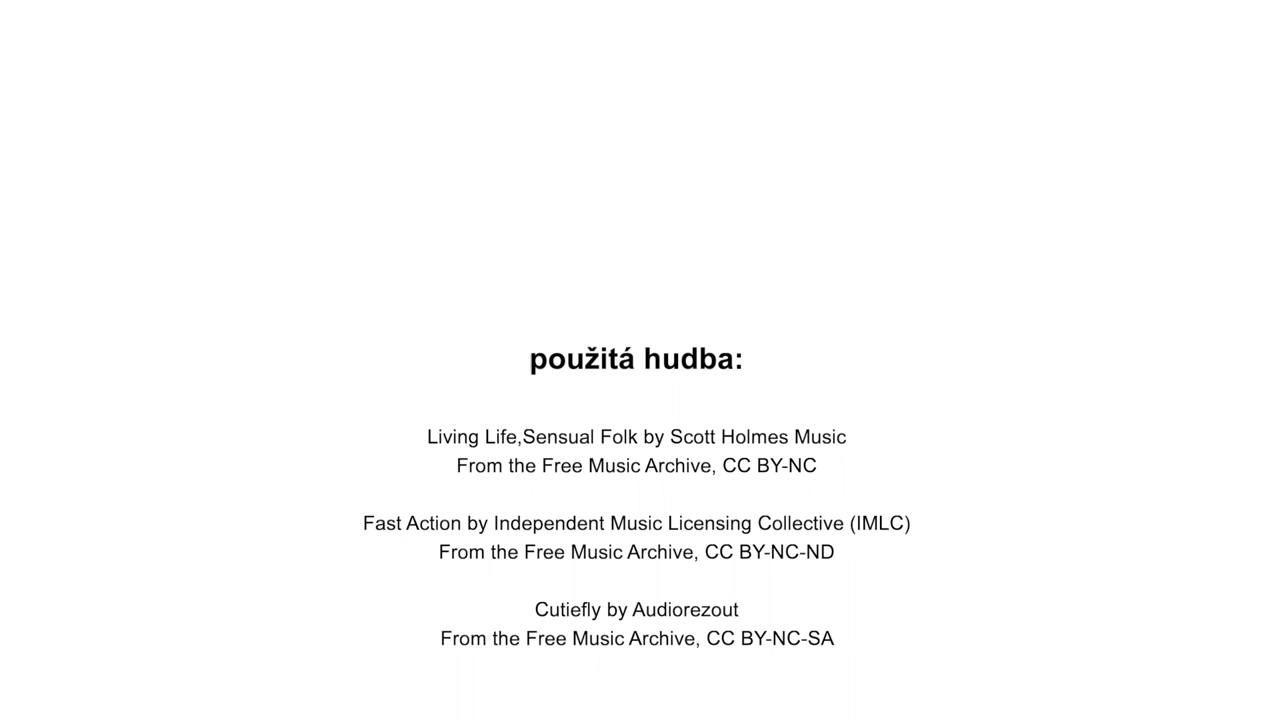 použitá hudba:
Living Life,Sensual Folk by Scott Holmes Music
From the Free Music Archive, CC BY-NC
Fast Action by Independent Music Licensing Collective (IMLC)
From the Free Music Archive, CC BY-NC-ND
Cutiefly by Audiorezout
From the Free Music Archive, CC BY-NC-SA